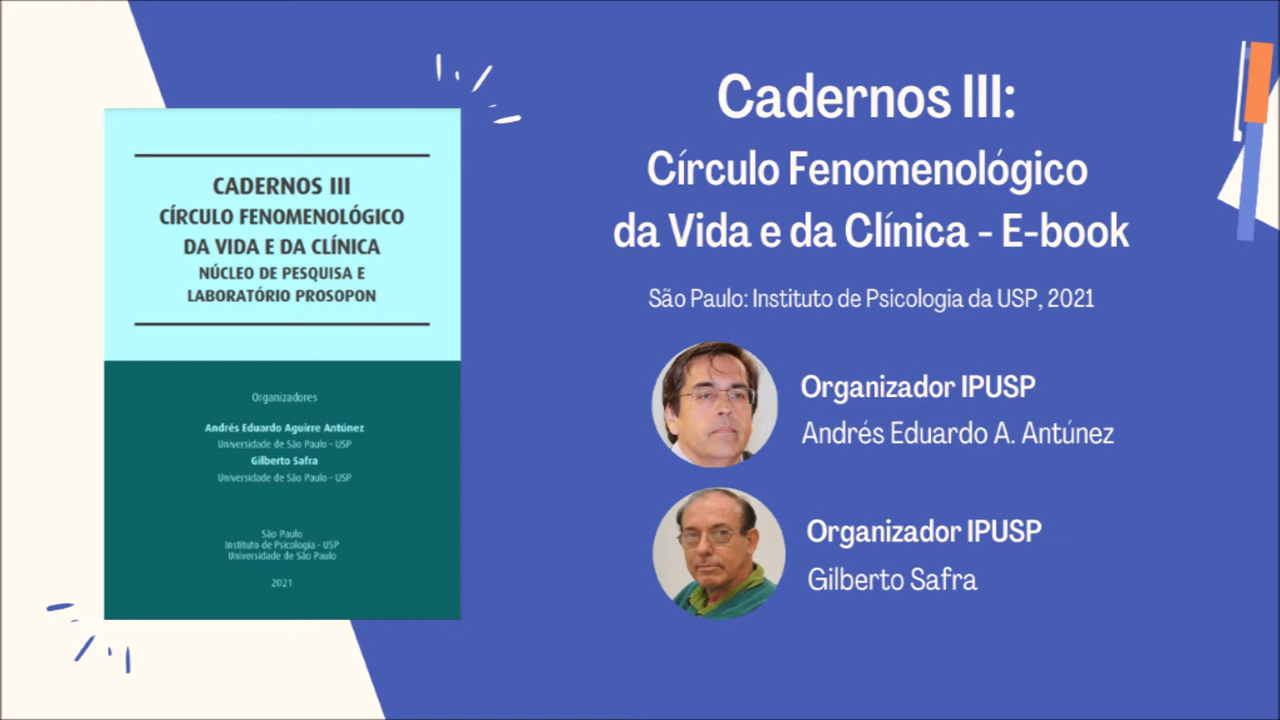 CADERNOS III
CÍRCULO FENOMENOLÓGICO
DA VIDA E DA CLÍNICA
NÚCLEO DE PESQUISA E
LABORATÓRIO PROSOPON
Organizadores
Andrés Eduardo Aguirre Antúnez
Universidade de São Paulo - USP
Gilberto Safra
Universidade de São Paulo - USP
São Paulo
Instituto de Psicologia - USP
Universidade de São Paulo
2021
Cadernos III:
Círculo Fenomenológico
da Vida e da Clínica - E-book
São Paulo: Instituto de Psicologia da USP, 2021
Organizador IPUSP
Andrés Eduardo A. Antúnez
Organizador IPUSP
Gilberto Safra